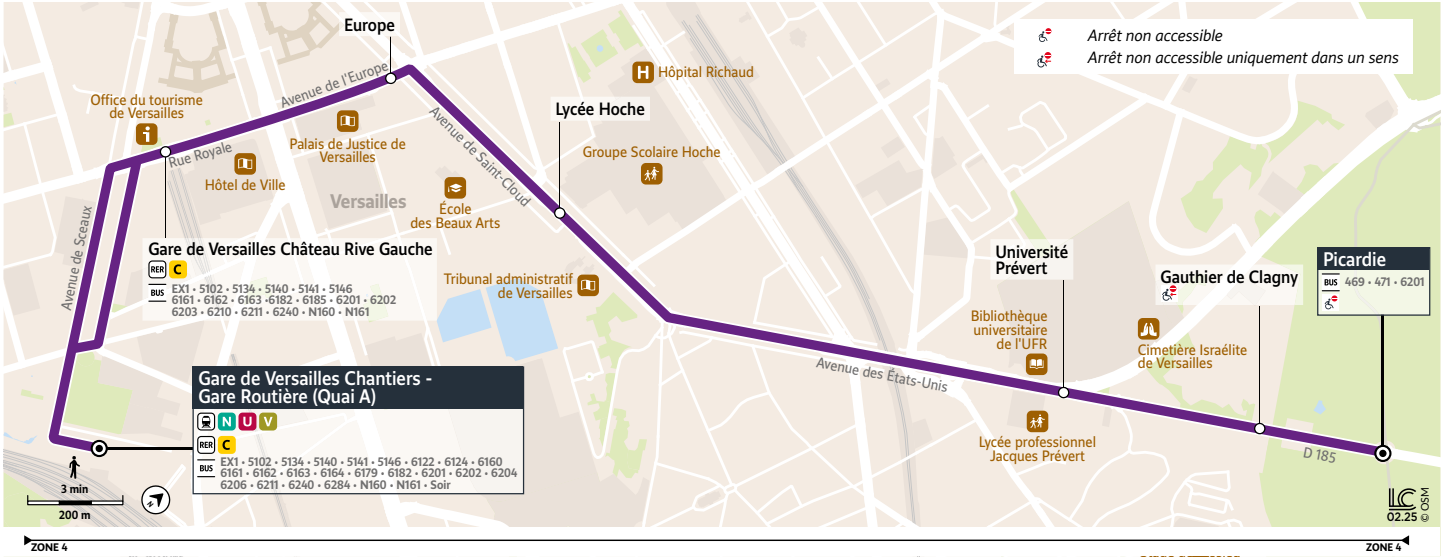 Europe
Arrêt non accessible
Arrêt non accessible uniquement dans un sens
Avenue de l'Europe
H Hôpital Richaud
Office du tourisme
de Versailles
i
Lycée Hoche
Avenue de Saint-Cloud
Palais de Justice de
Versailles
Rue Royale
Groupe Scolaire Hoche
Hôtel de Ville
Versailles
École
des Beaux Arts
Avenue de Sceaux
Gare de Versailles Château Rive Gauche
RER C
BUS EX1 • 5102 • 5134 • 5140 • 5141 • 5146
6161 • 6162 • 6163 •6182 • 6185 • 6201 • 6202
6203 • 6210 • 6211 • 6240 • N160 • N161
Tribunal administratif
de Versailles
Université
Prévert
Gauthier de Clagny
Picardie
BUS 469 • 471 • 6201
Bibliothèque
universitaire
de l'UFR
Cimetière Israélite
de Versailles
Avenue des États-Unis
Gare de Versailles Chantiers -
Gare Routière (Quai A)
N U V
RER C
BUS EX1 • 5102 • 5134 • 5140 • 5141 • 5146 • 6122 • 6124 • 6160
6161 • 6162 • 6163 • 6164 • 6179 • 6182 • 6201 • 6202 • 6204
6206 • 6211 • 6240 • 6284 • N160 • N161 • Soir
Lycée professionnel
Jacques Prévert
D 185
3 min
200 m
LC
02.25 © OSM
ZONE 4
ZONE 4